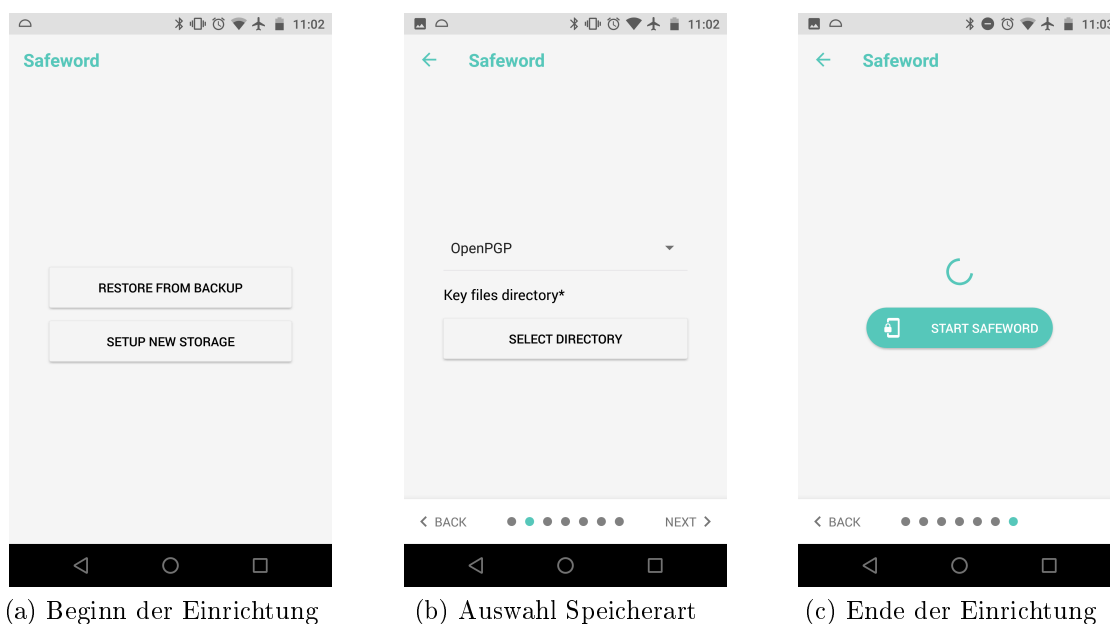 11:02
Safeword
RESTORE FROM BACKUP
SETUP NEW STORAGE
(a) Beginn der Einrichtung
11:02
Safeword
OpenPGP
Key files directory*
SELECT DIRECTORY
BACK
NEXT
(b) Auswahl Speicherart
11:03
Safeword
START SAFEWORD
BACK
(c) Ende der Einrichtung